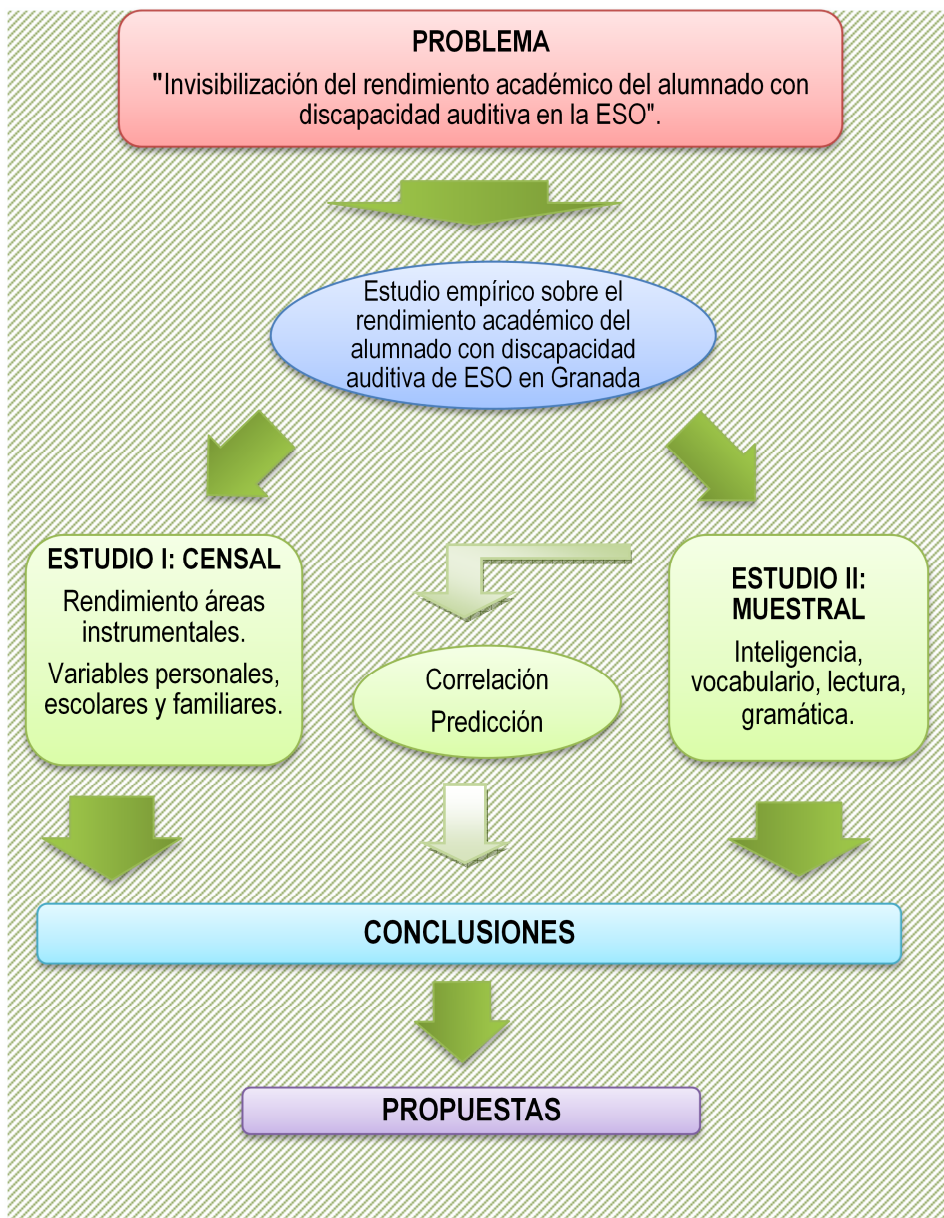 PROBLEMA
"Invisibilización del rendimiento académico del alumnado con
discapacidad auditiva en la ESO".
Estudio empírico sobre el
rendimiento académico del
alumnado con discapacidad
auditiva de ESO en Granada
ESTUDIO I: CENSAL
Rendimiento áreas
instrumentales.
Variables personales,
escolares y familiares.
Correlación
Predicción
ESTUDIO II:
MUESTRAL
Inteligencia,
vocabulario, lectura,
gramática.
CONCLUSIONES
PROPUESTAS